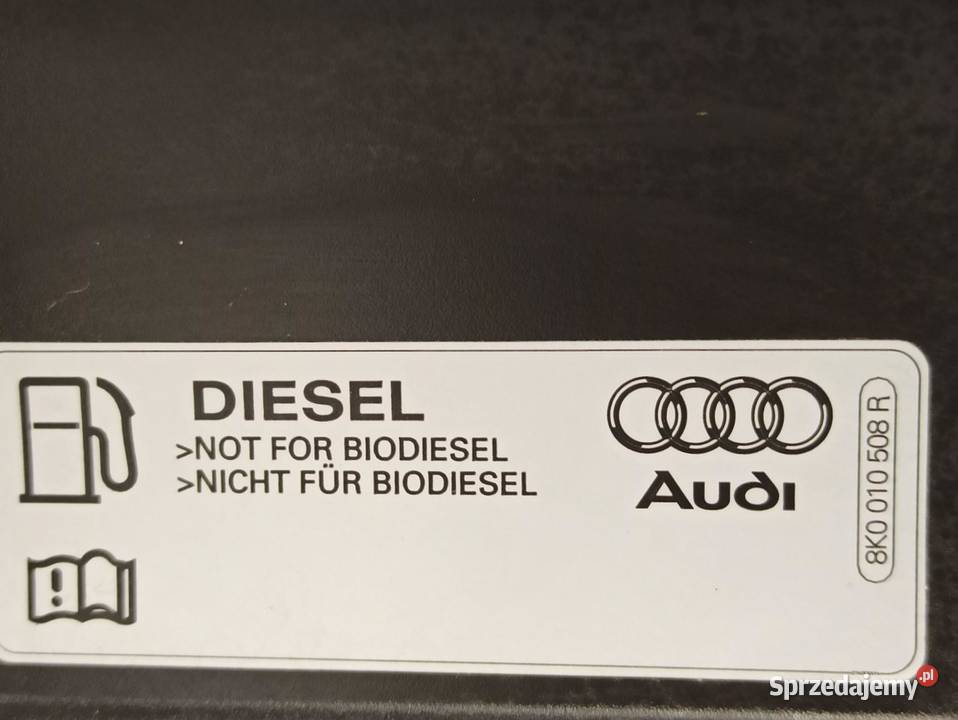 DIESEL
>NOT FOR BIODIESEL
>NICHT FÜR BIODIESEL
Audi
8K0 010 508 R
Sprzedajemy.pl